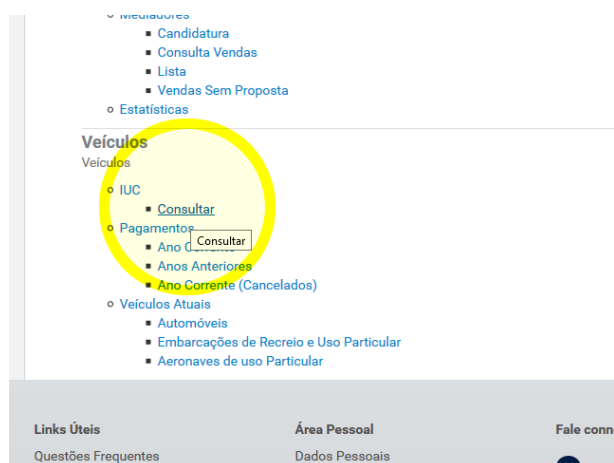 Mediadores
Candidatura
Consulta Vendas
Lista
Vendas Sem Proposta
Estatísticas
Veículos
Veículos
IUC
Consultar
Pagamentos
Consultar
Ano
Anos Anteriores
Ano Corrente (Cancelados)
Veículos Atuais
Automóveis
Embarcações de Recreio e Uso Particular
Aeronaves de uso Particular
Links Úteis
Área Pessoal
Fale
Questões Frequentes
Dados Pessoais